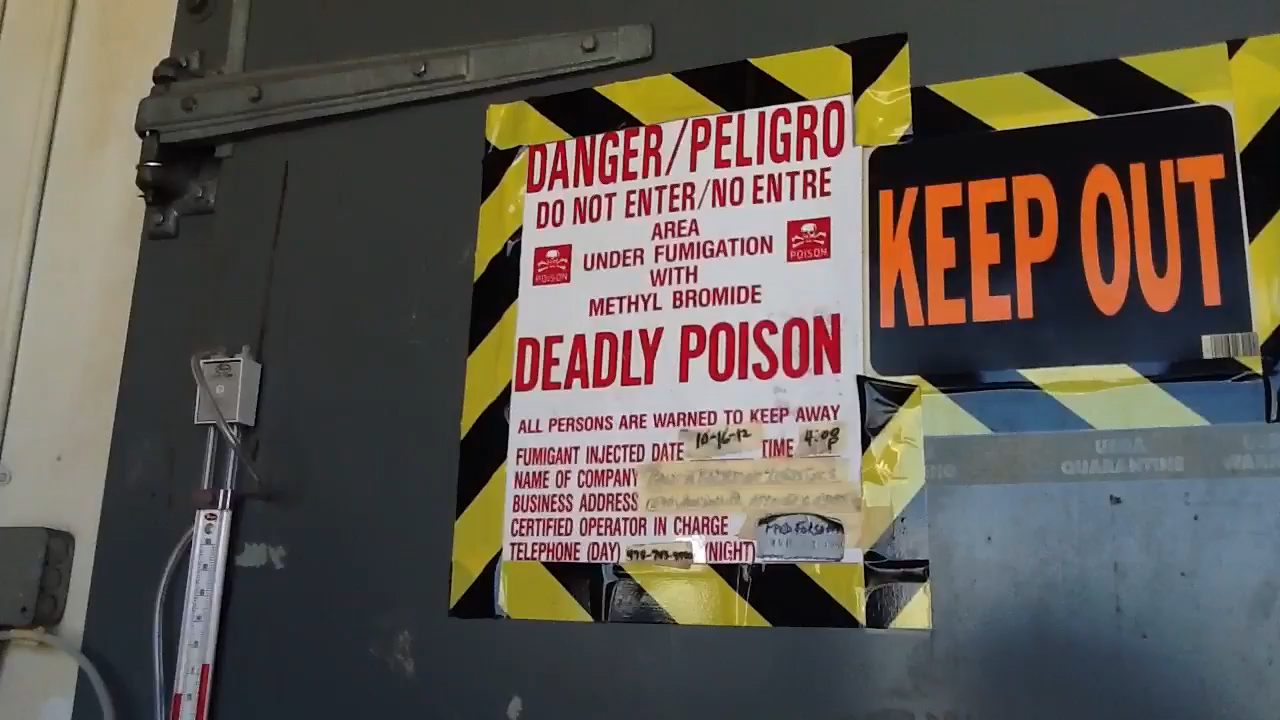 DANGER/PELIGRO
DO NOT ENTER/NO ENTRE
AREA
UNDER FUMIGATION
WITH
METHYL BROMIDE
POISON
POISON
DEADLY POISON
ALL PERSONS ARE WARNED TO KEEP AWAY
FUMIGANT INJECTED DATE 10-16-12 TIME 4:08
NAME OF COMPANY
BUSINESS ADDRESS
CERTIFIED OPERATOR IN CHARGE
TELEPHONE (DAY) (NIGHT)
KEEP OUT
USDA
QUARANTINE